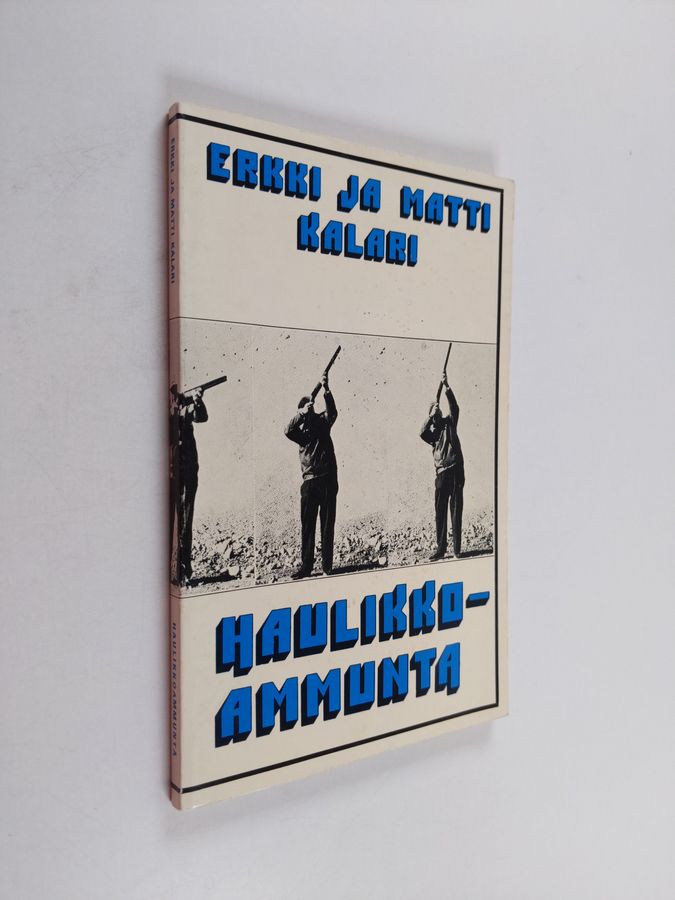 ERKKI JA MATTI
KALARI
HAULIKKO-
AMMUNTA
ERKKI JA MATTI KALARI
HAULIKKOAMMUNTA